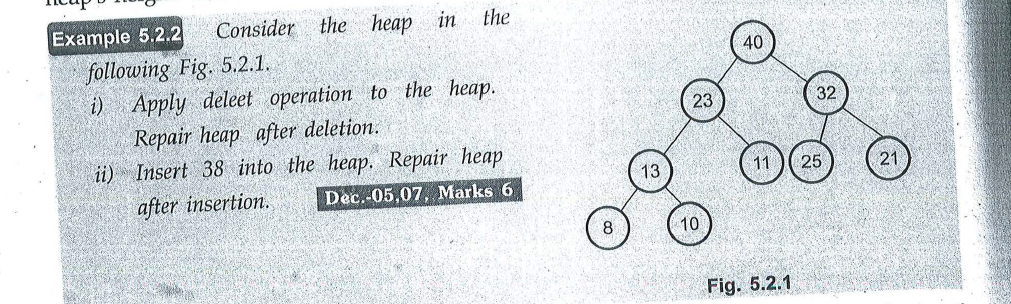 Example 5.2.2 Consider the heap in the
following Fig. 5.2.1.
i) Apply deleet operation to the heap.
Repair heap after deletion.
ii) Insert 38 into the heap. Repair heap
after insertion. Dec.-05,07, Marks 6
40
23 32
13 11 25 21
8 10
Fig. 5.2.1